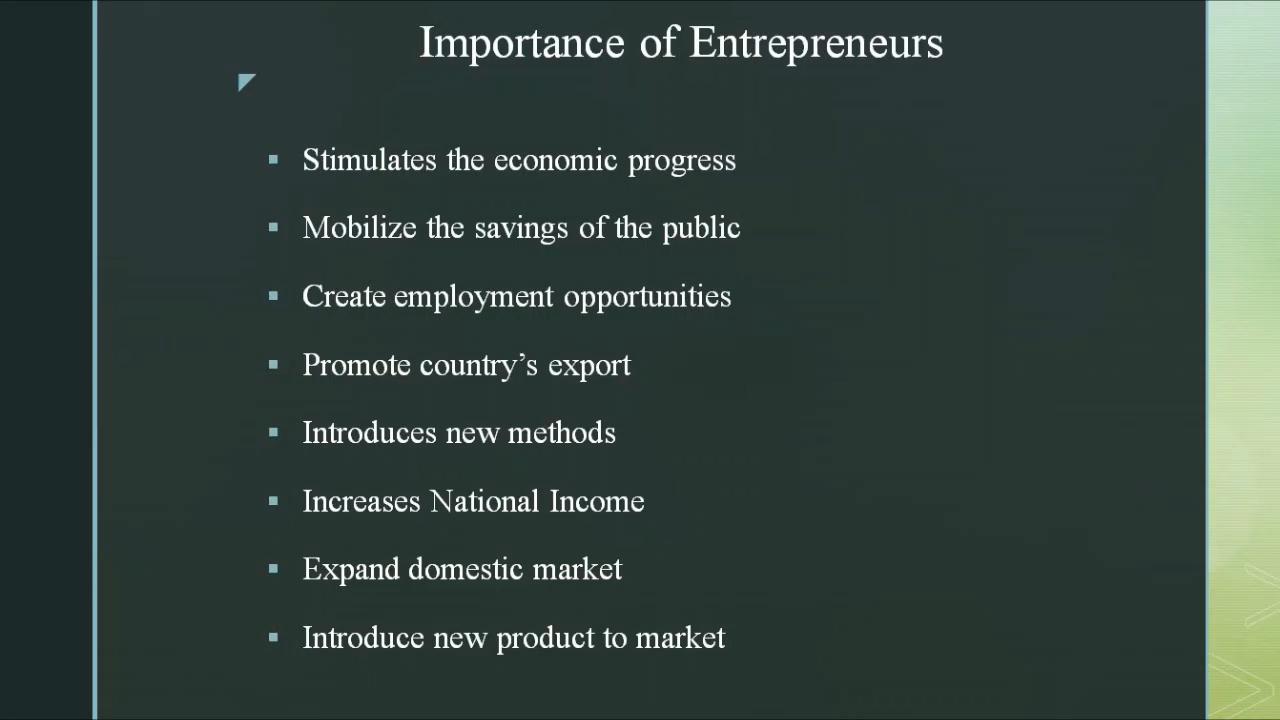 Importance of Entrepreneurs
Stimulates the economic progress
Mobilize the savings of the public
Create employment opportunities
Promote country’s export
Introduces new methods
Increases National Income
Expand domestic market
Introduce new product to market